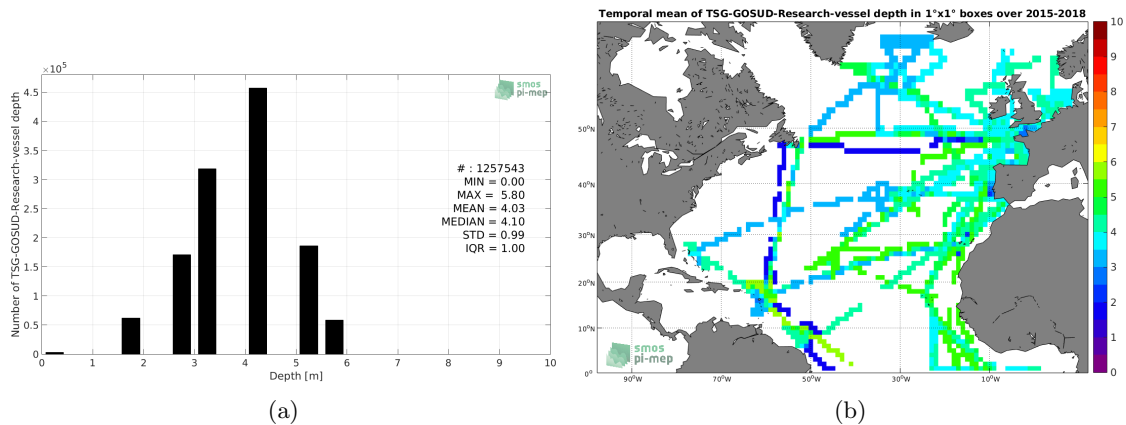 ×10⁵
4.5
4
3.5
3
2.5
2
1.5
1
0.5
0
Number of TSG-GOSUD-Research-vessel depth
smos
pi-mep
# : 1257543
MIN = 0.00
MAX = 5.80
MEAN = 4.03
MEDIAN = 4.10
STD = 0.99
IQR = 1.00
0 1 2 3 4 5 6 7 8 9 10
Depth [m]
(a)
Temporal mean of TSG-GOSUD-Research-vessel depth in 1°x1° boxes over 2015-2018
50°N
40°N
30°N
20°N
10°N
0°
90°W 70°W 50°W 30°W 10°W
smos
pi-mep
10
9
8
7
6
5
4
3
2
1
0
(b)